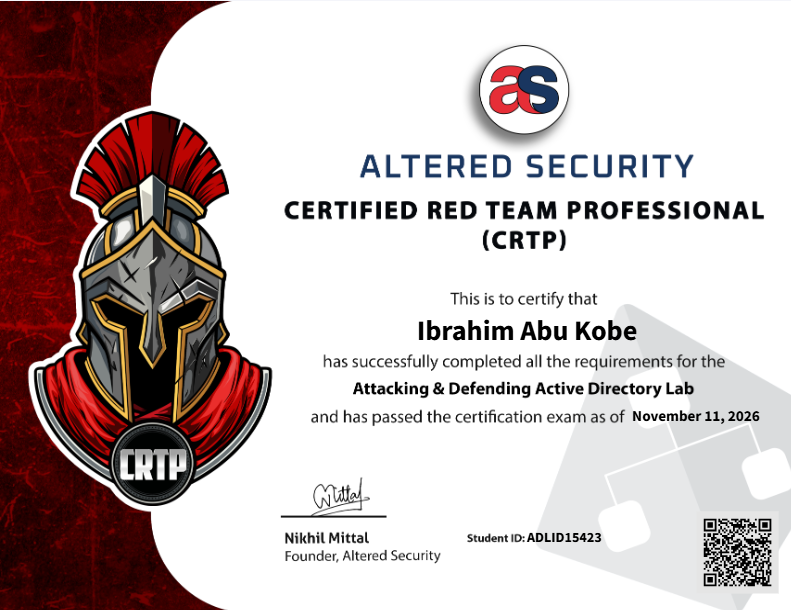 as
ALTERED SECURITY
CERTIFIED RED TEAM PROFESSIONAL
(CRTP)
This is to certify that
Ibrahim Abu Kobe
has successfully completed all the requirements for the
Attacking & Defending Active Directory Lab
and has passed the certification exam as of November 11, 2026
CRTP
NMittal
Nikhil Mittal
Founder, Altered Security
Student ID: ADLID15423